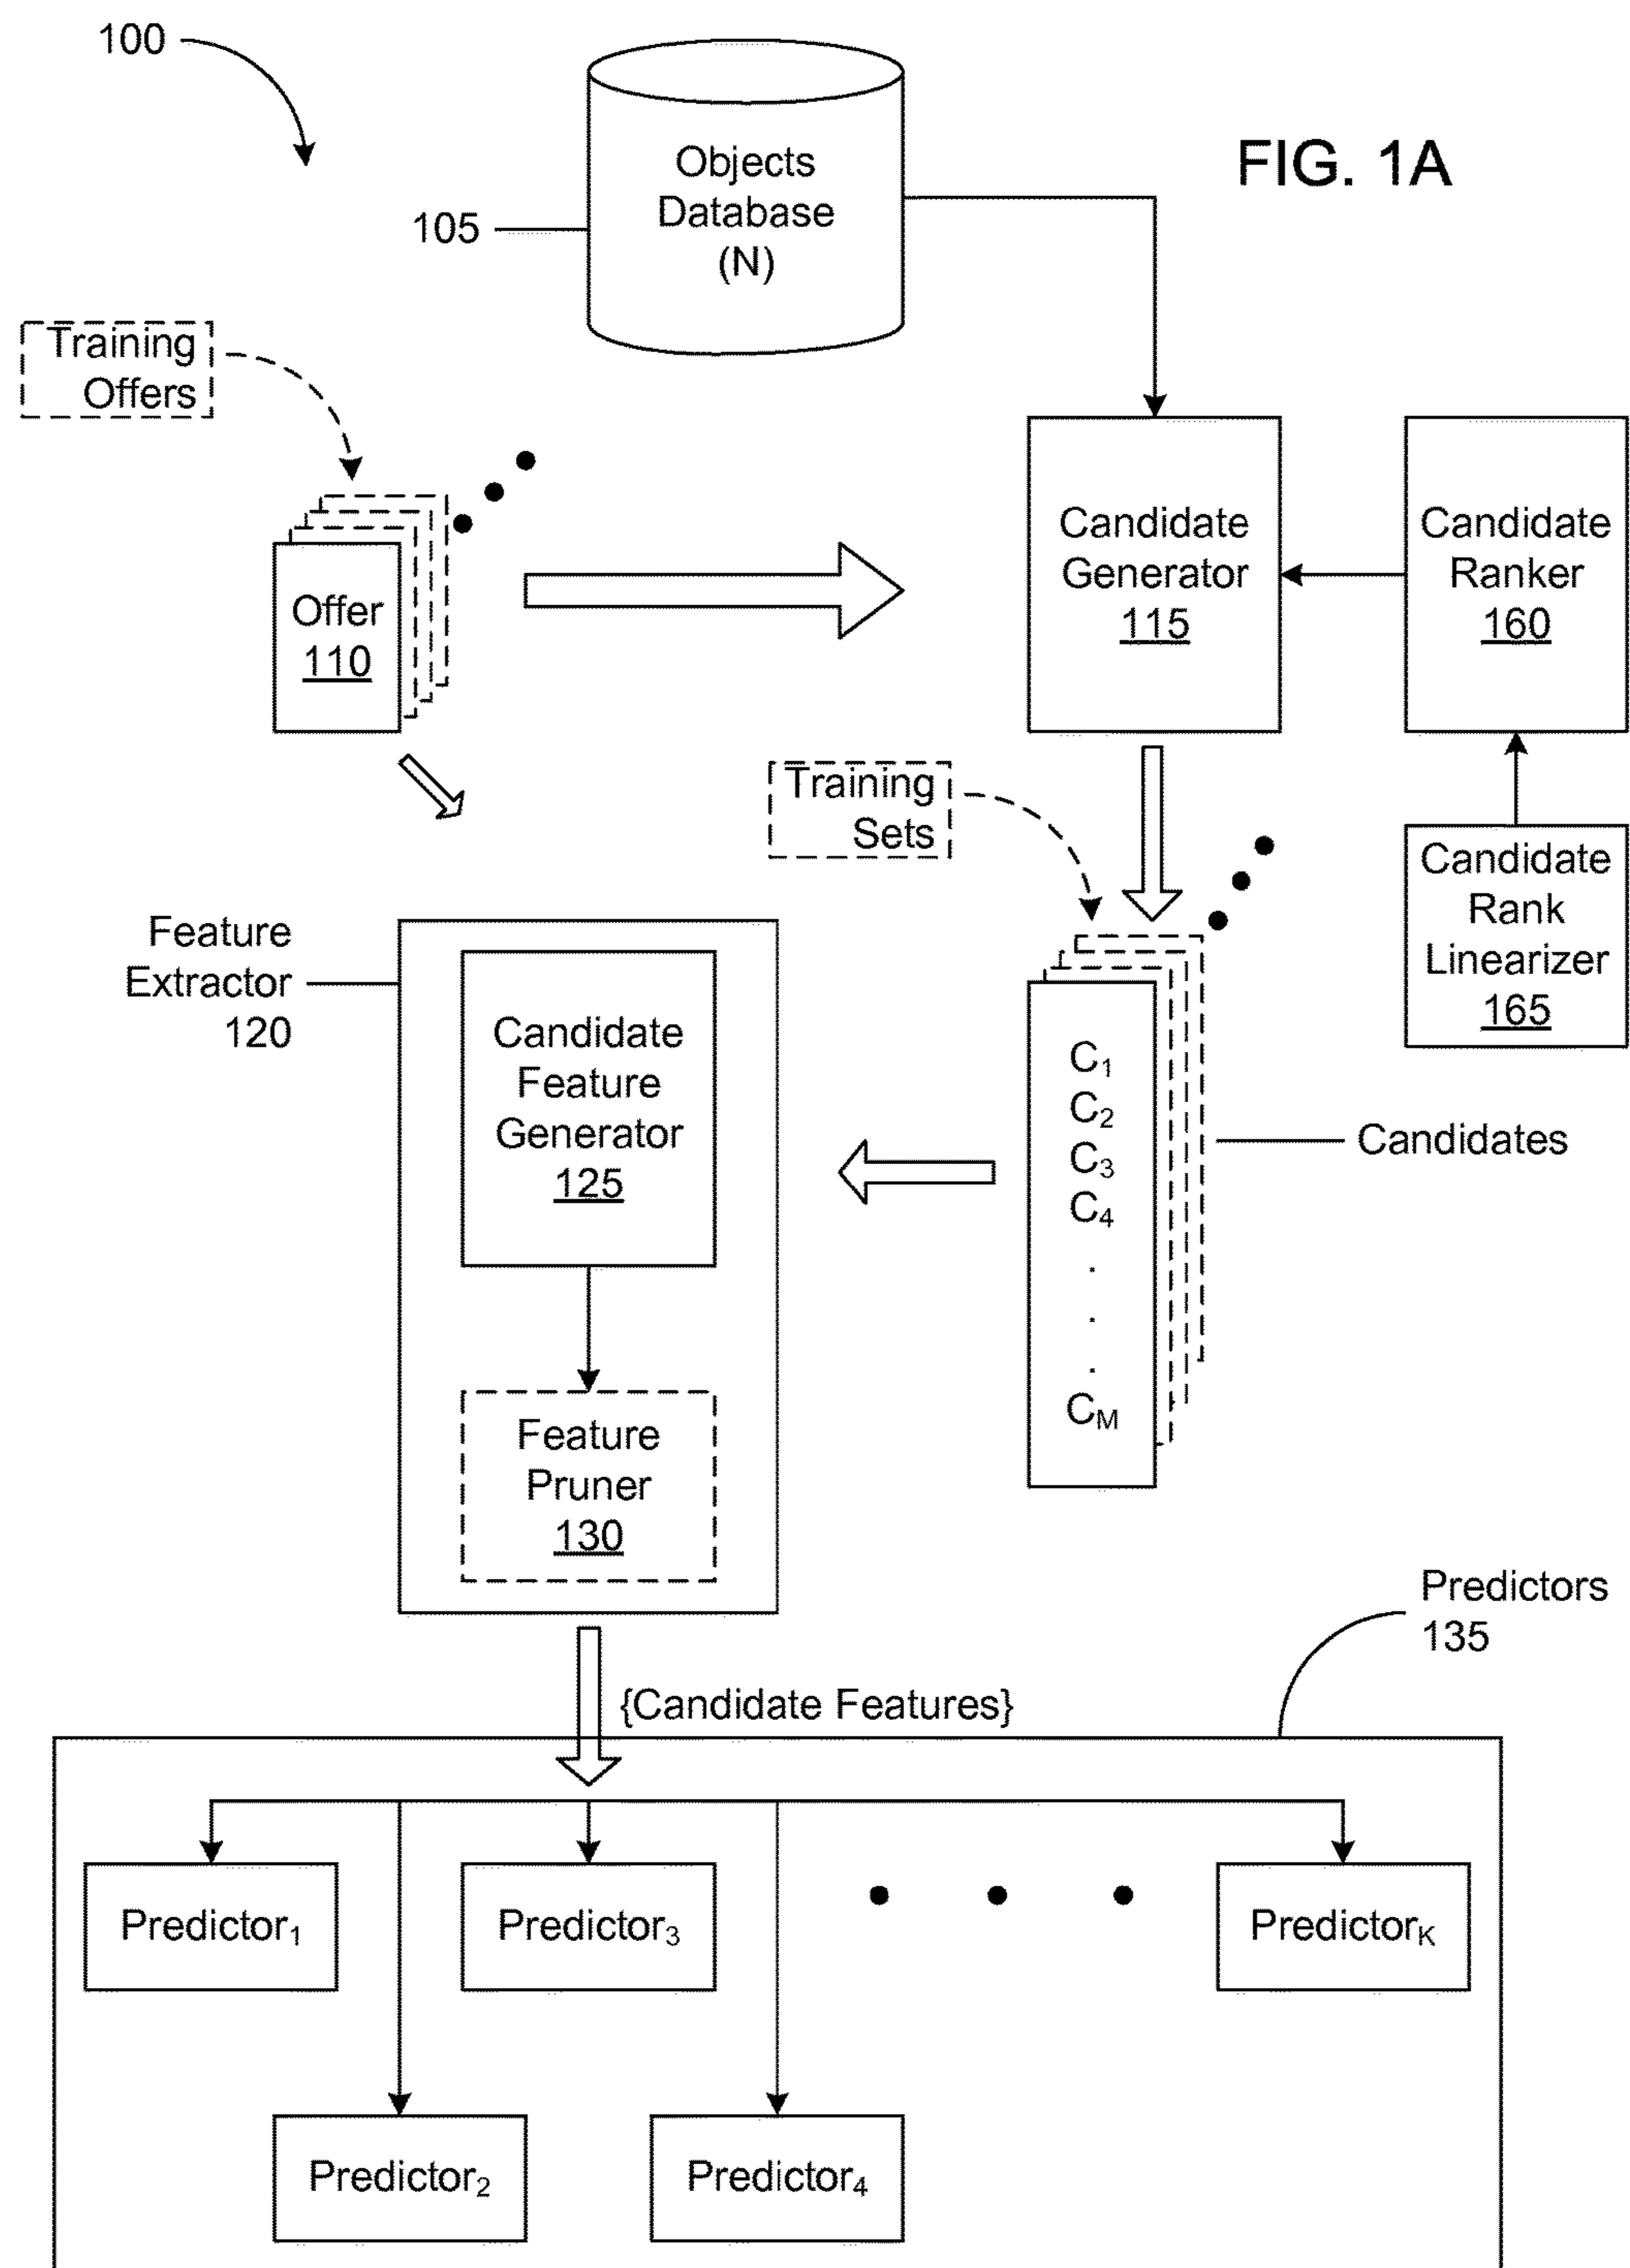 100
FIG. 1A
Objects
Database
(N)
105
Training
Offers
Offer
110
Candidate
Generator
115
Candidate
Ranker
160
Training
Sets
Candidate
Rank
Linearizer
165
Feature
Extractor
120
Candidate
Feature
Generator
125
C₁
C₂
C₃
C₄
.
.
.
C_M
Candidates
Feature
Pruner
130
Predictors
135
{Candidate Features}
Predictor₁
Predictor₃
Predictor_K
Predictor₂
Predictor₄